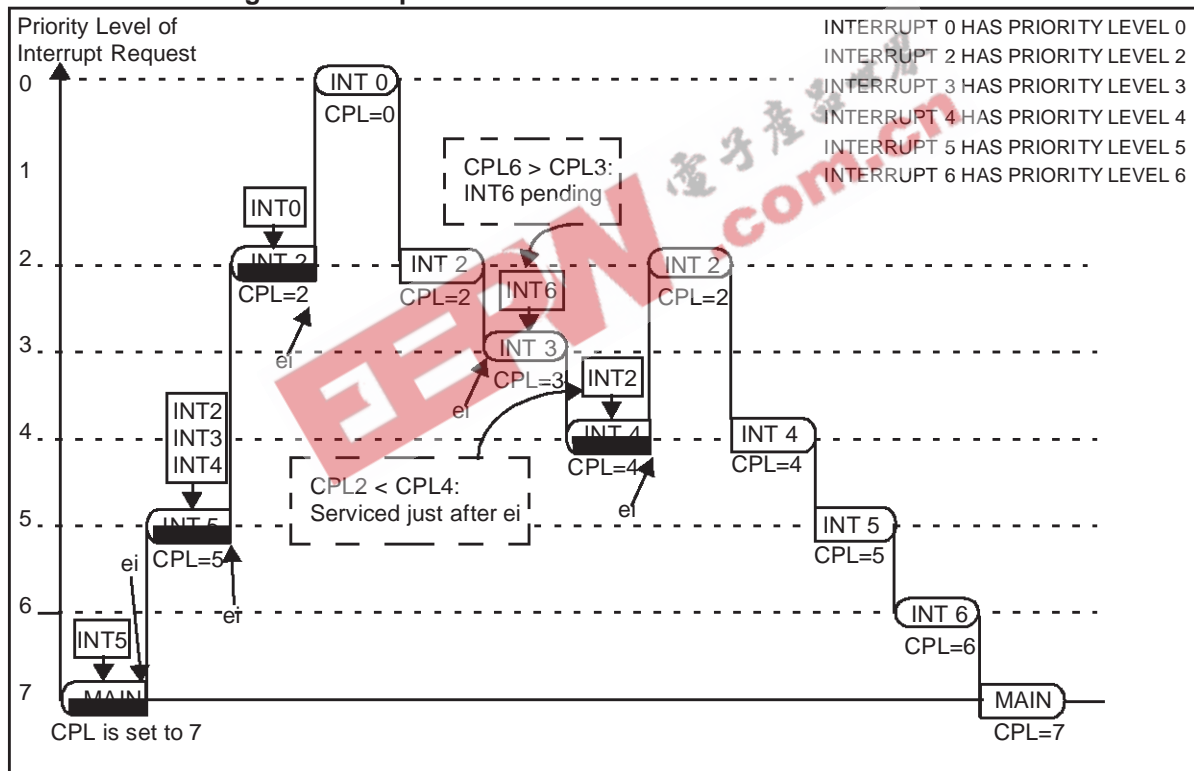 Priority Level of
Interrupt Request
INTERRUPT 0 HAS PRIORITY LEVEL 0
INTERRUPT 2 HAS PRIORITY LEVEL 2
INTERRUPT 3 HAS PRIORITY LEVEL 3
INTERRUPT 4 HAS PRIORITY LEVEL 4
INTERRUPT 5 HAS PRIORITY LEVEL 5
INTERRUPT 6 HAS PRIORITY LEVEL 6
0
INT 0
CPL=0
1
CPL6 > CPL3:
INT6 pending
INT0
2
INT 2
CPL=2
ei
INT 2
CPL=2
INT6
INT 2
CPL=2
3
INT 3
CPL=3
ei
INT2
INT2
INT3
INT4
4
INT 4
CPL=4
ei
INT 4
CPL=4
CPL2 < CPL4:
Serviced just after ei
5
INT 5
CPL=5
ei
ei
INT 5
CPL=5
6
INT5
INT 6
CPL=6
7
MAIN
CPL is set to 7
MAIN
CPL=7
EEPW
.com.cn
電子產品世界